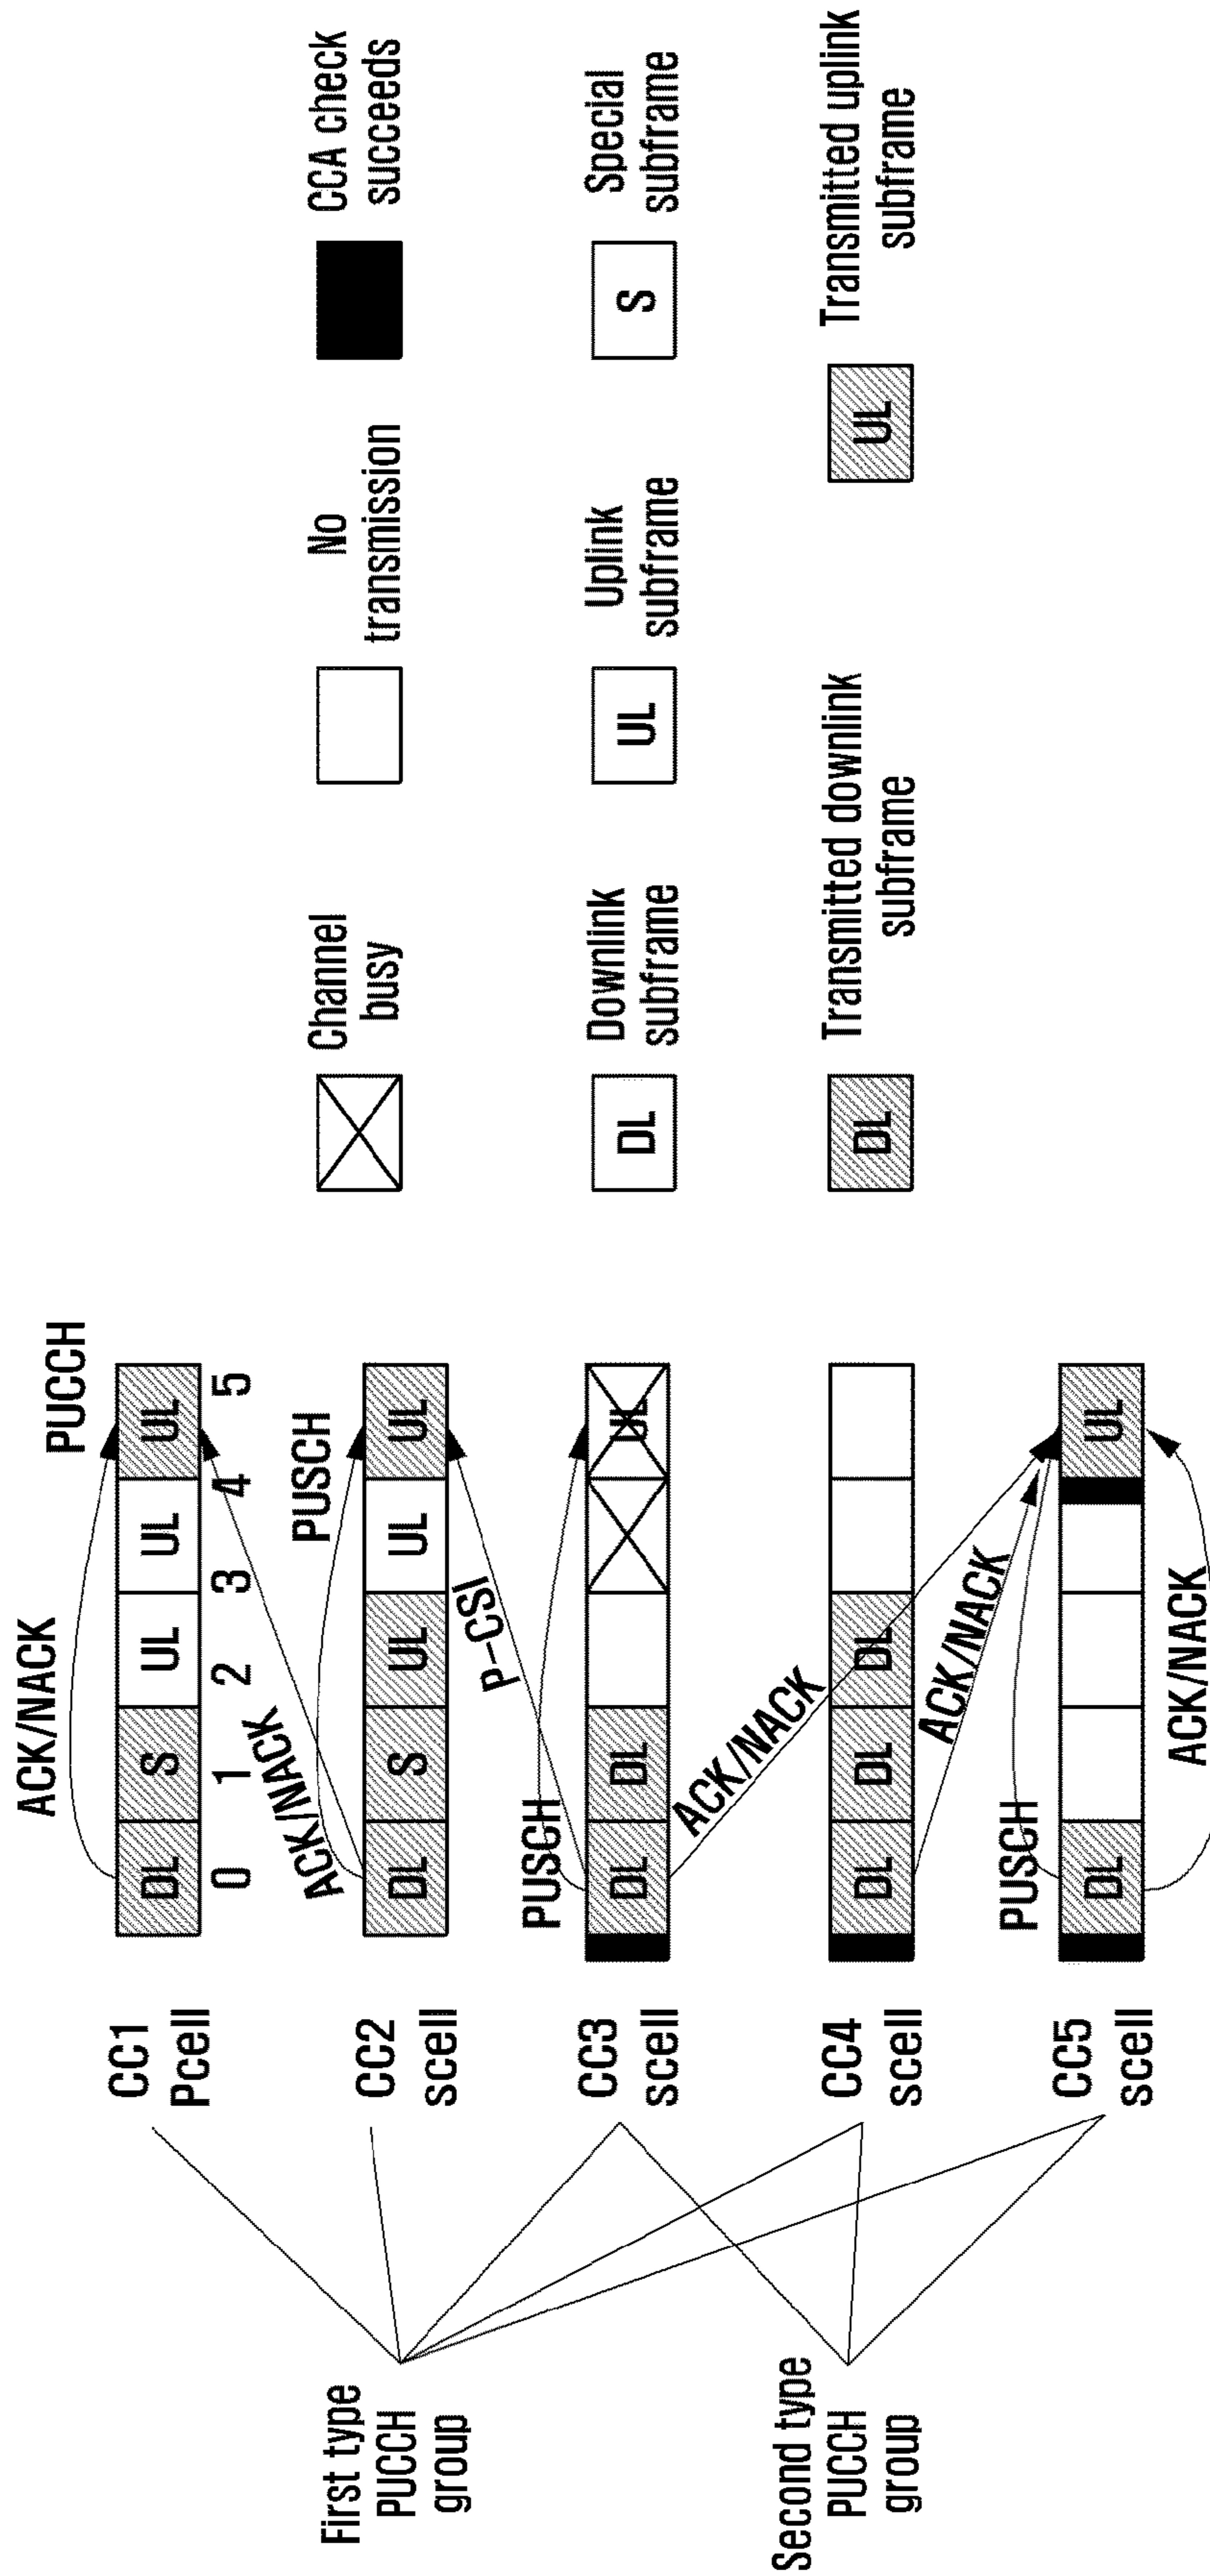 First type
PUCCH
group
Second type
PUCCH
group
CC1
Pcell
ACK/NACK
PUCCH
DL
S
UL
UL
UL
0
1
2
3
4
5
CC2
scell
ACK/NACK
PUSCH
DL
S
UL
UL
UL
CC3
scell
PUSCH
P-CSI
DL
DL
UL
ACK/NACK
CC4
scell
DL
DL
DL
ACK/NACK
CC5
scell
PUSCH
DL
UL
ACK/NACK
Channel
busy
No
transmission
CCA check
succeeds
DL
Downlink
subframe
UL
Uplink
subframe
S
Special
subframe
DL
Transmitted downlink
subframe
UL
Transmitted uplink
subframe